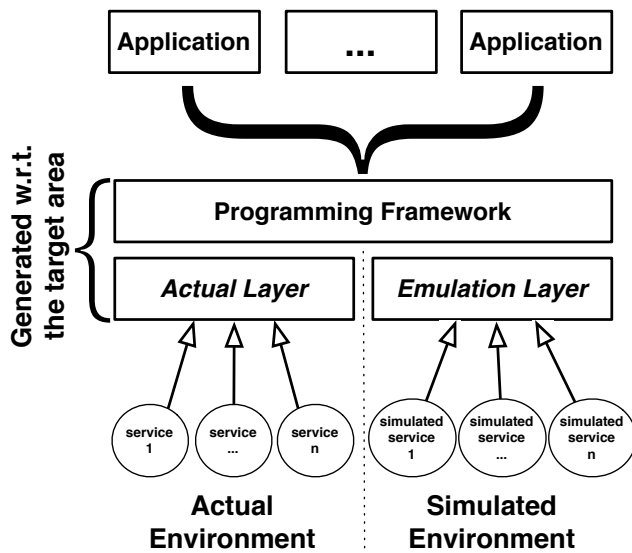 Application
...
Application
Generated w.r.t.
the target area
Programming Framework
Actual Layer
Emulation Layer
service
1
service
...
service
n
simulated
service
1
simulated
service
...
simulated
service
n
Actual
Environment
Simulated
Environment